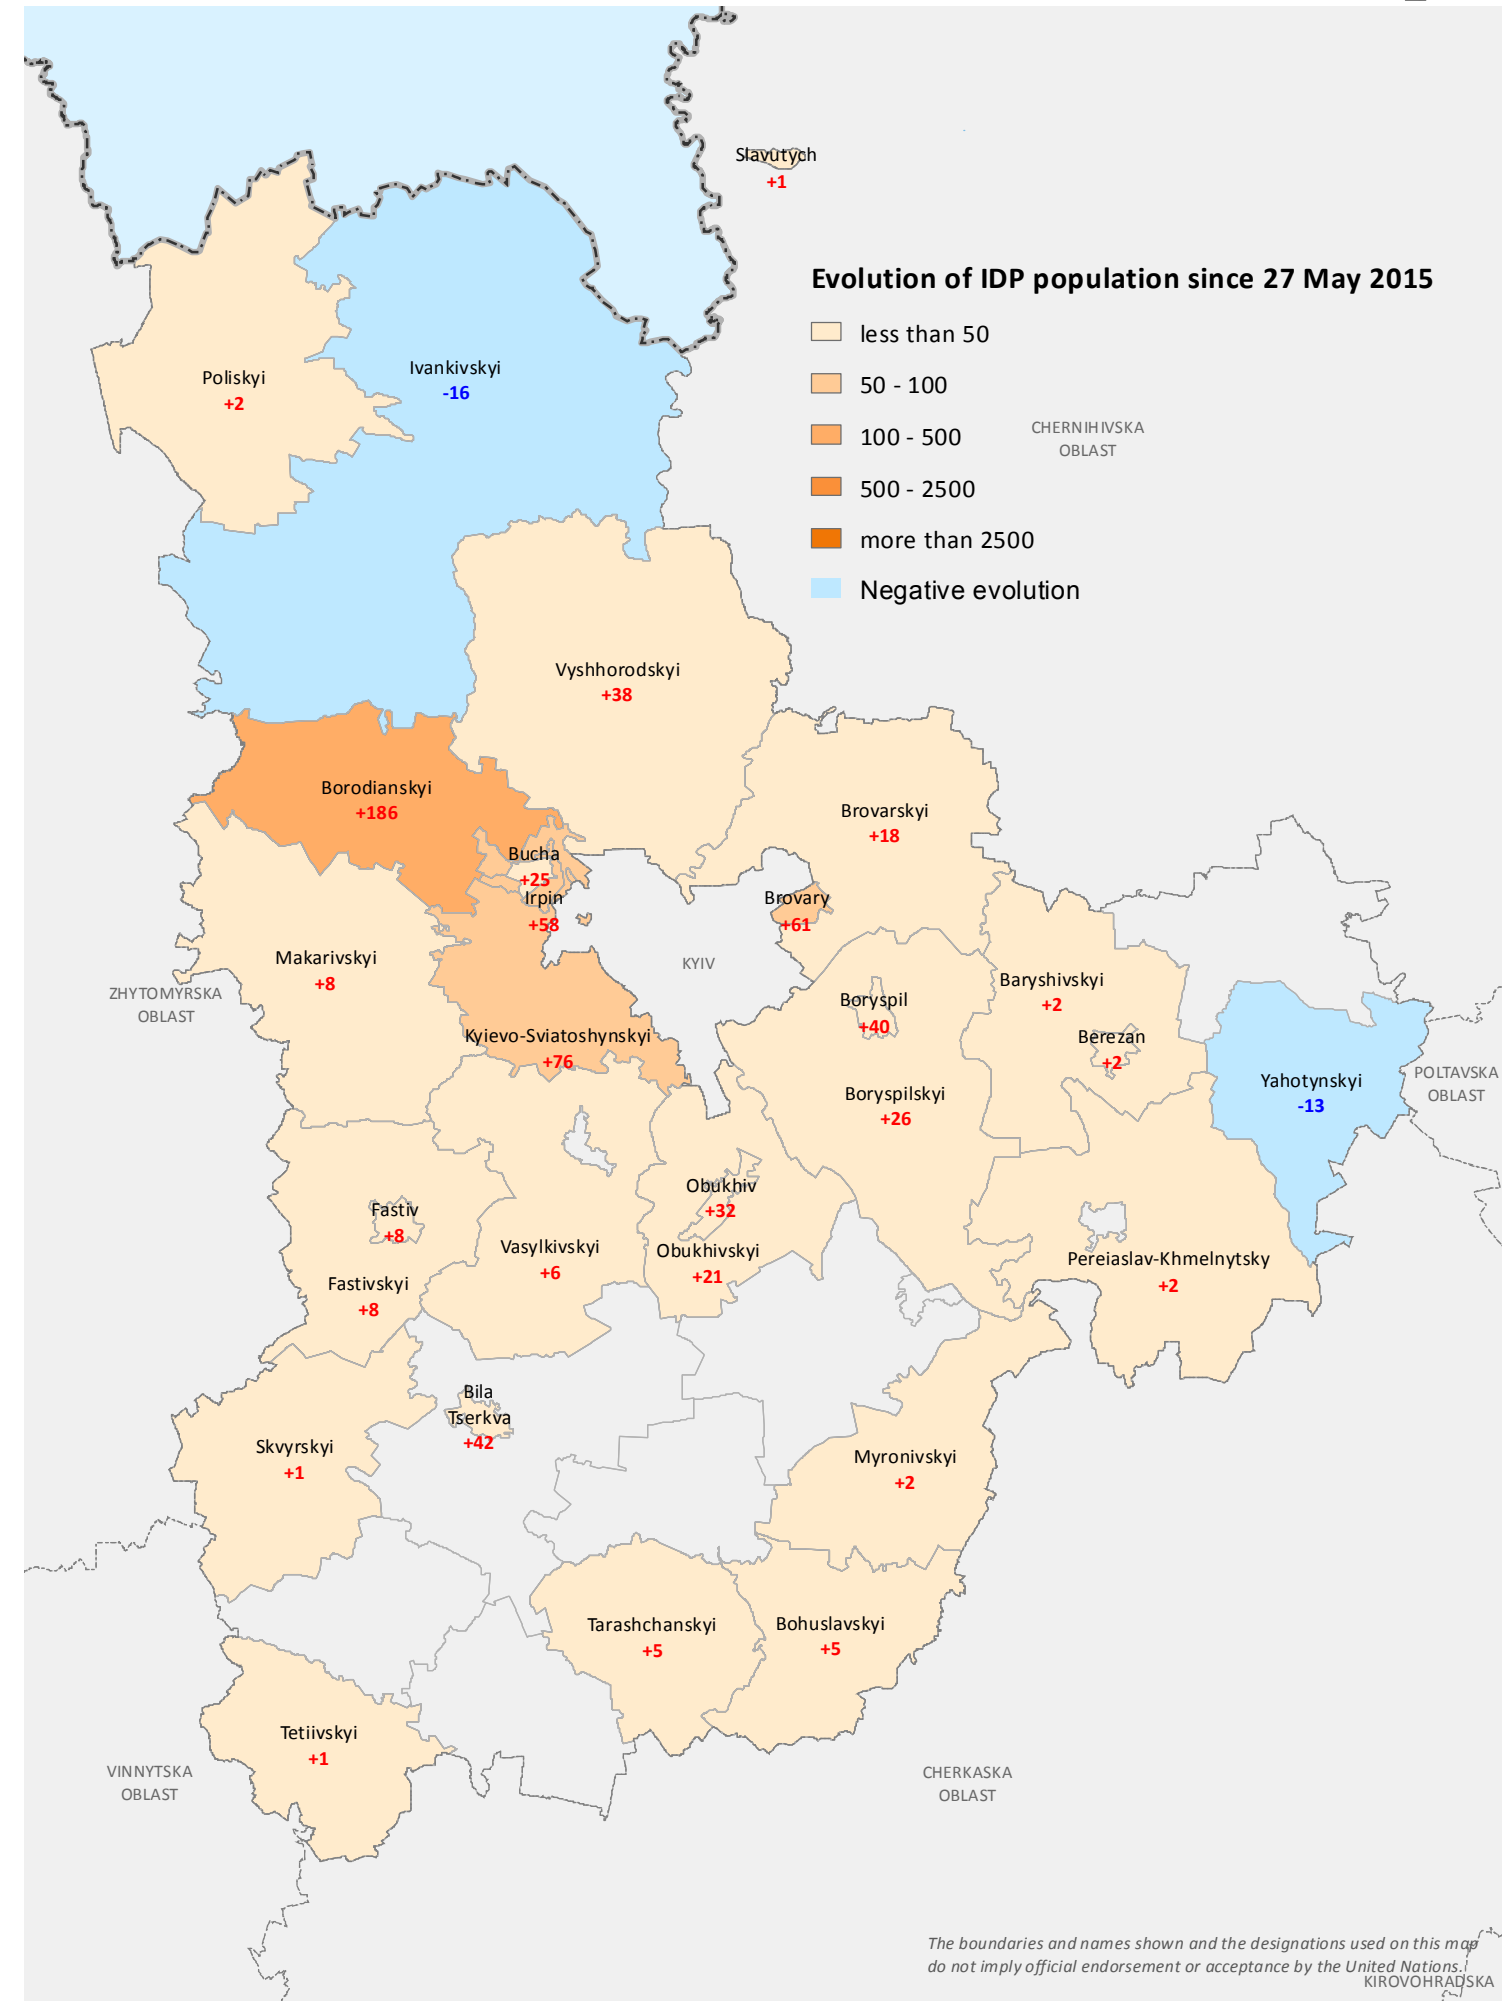 Slavutych
+1
Evolution of IDP population since 27 May 2015
less than 50
50 - 100
100 - 500
500 - 2500
more than 2500
Negative evolution
CHERNIHIVSKA
OBLAST
Poliskyi
+2
Ivankivskyi
-16
Vyshhorodskyi
+38
Borodianskyi
+186
Brovarskyi
+18
Bucha
+25
Irpin
+58
Brovary
+61
KYIV
Makarivskyi
+8
ZHYTOMYRSKA
OBLAST
Kyievo-Sviatoshynskyi
+76
Boryspil
+40
Baryshivskyi
+2
Berezan
+2
Yahotynskyi
-13
POLTAVSKA
OBLAST
Boryspilskyi
+26
Obukhiv
+32
Obukhivskyi
+21
Fastiv
+8
Fastivskyi
+8
Vasylkivskyi
+6
Pereiaslav-Khmelnytsky
+2
Bila
Tserkva
+42
Skvyrskyi
+1
Myronivskyi
+2
Tarashchanskyi
+5
Bohuslavskyi
+5
Tetiivskyi
+1
VINNYTSKA
OBLAST
CHERKASKA
OBLAST
The boundaries and names shown and the designations used on this map
do not imply official endorsement or acceptance by the United Nations.
KIROVOHRADSKA